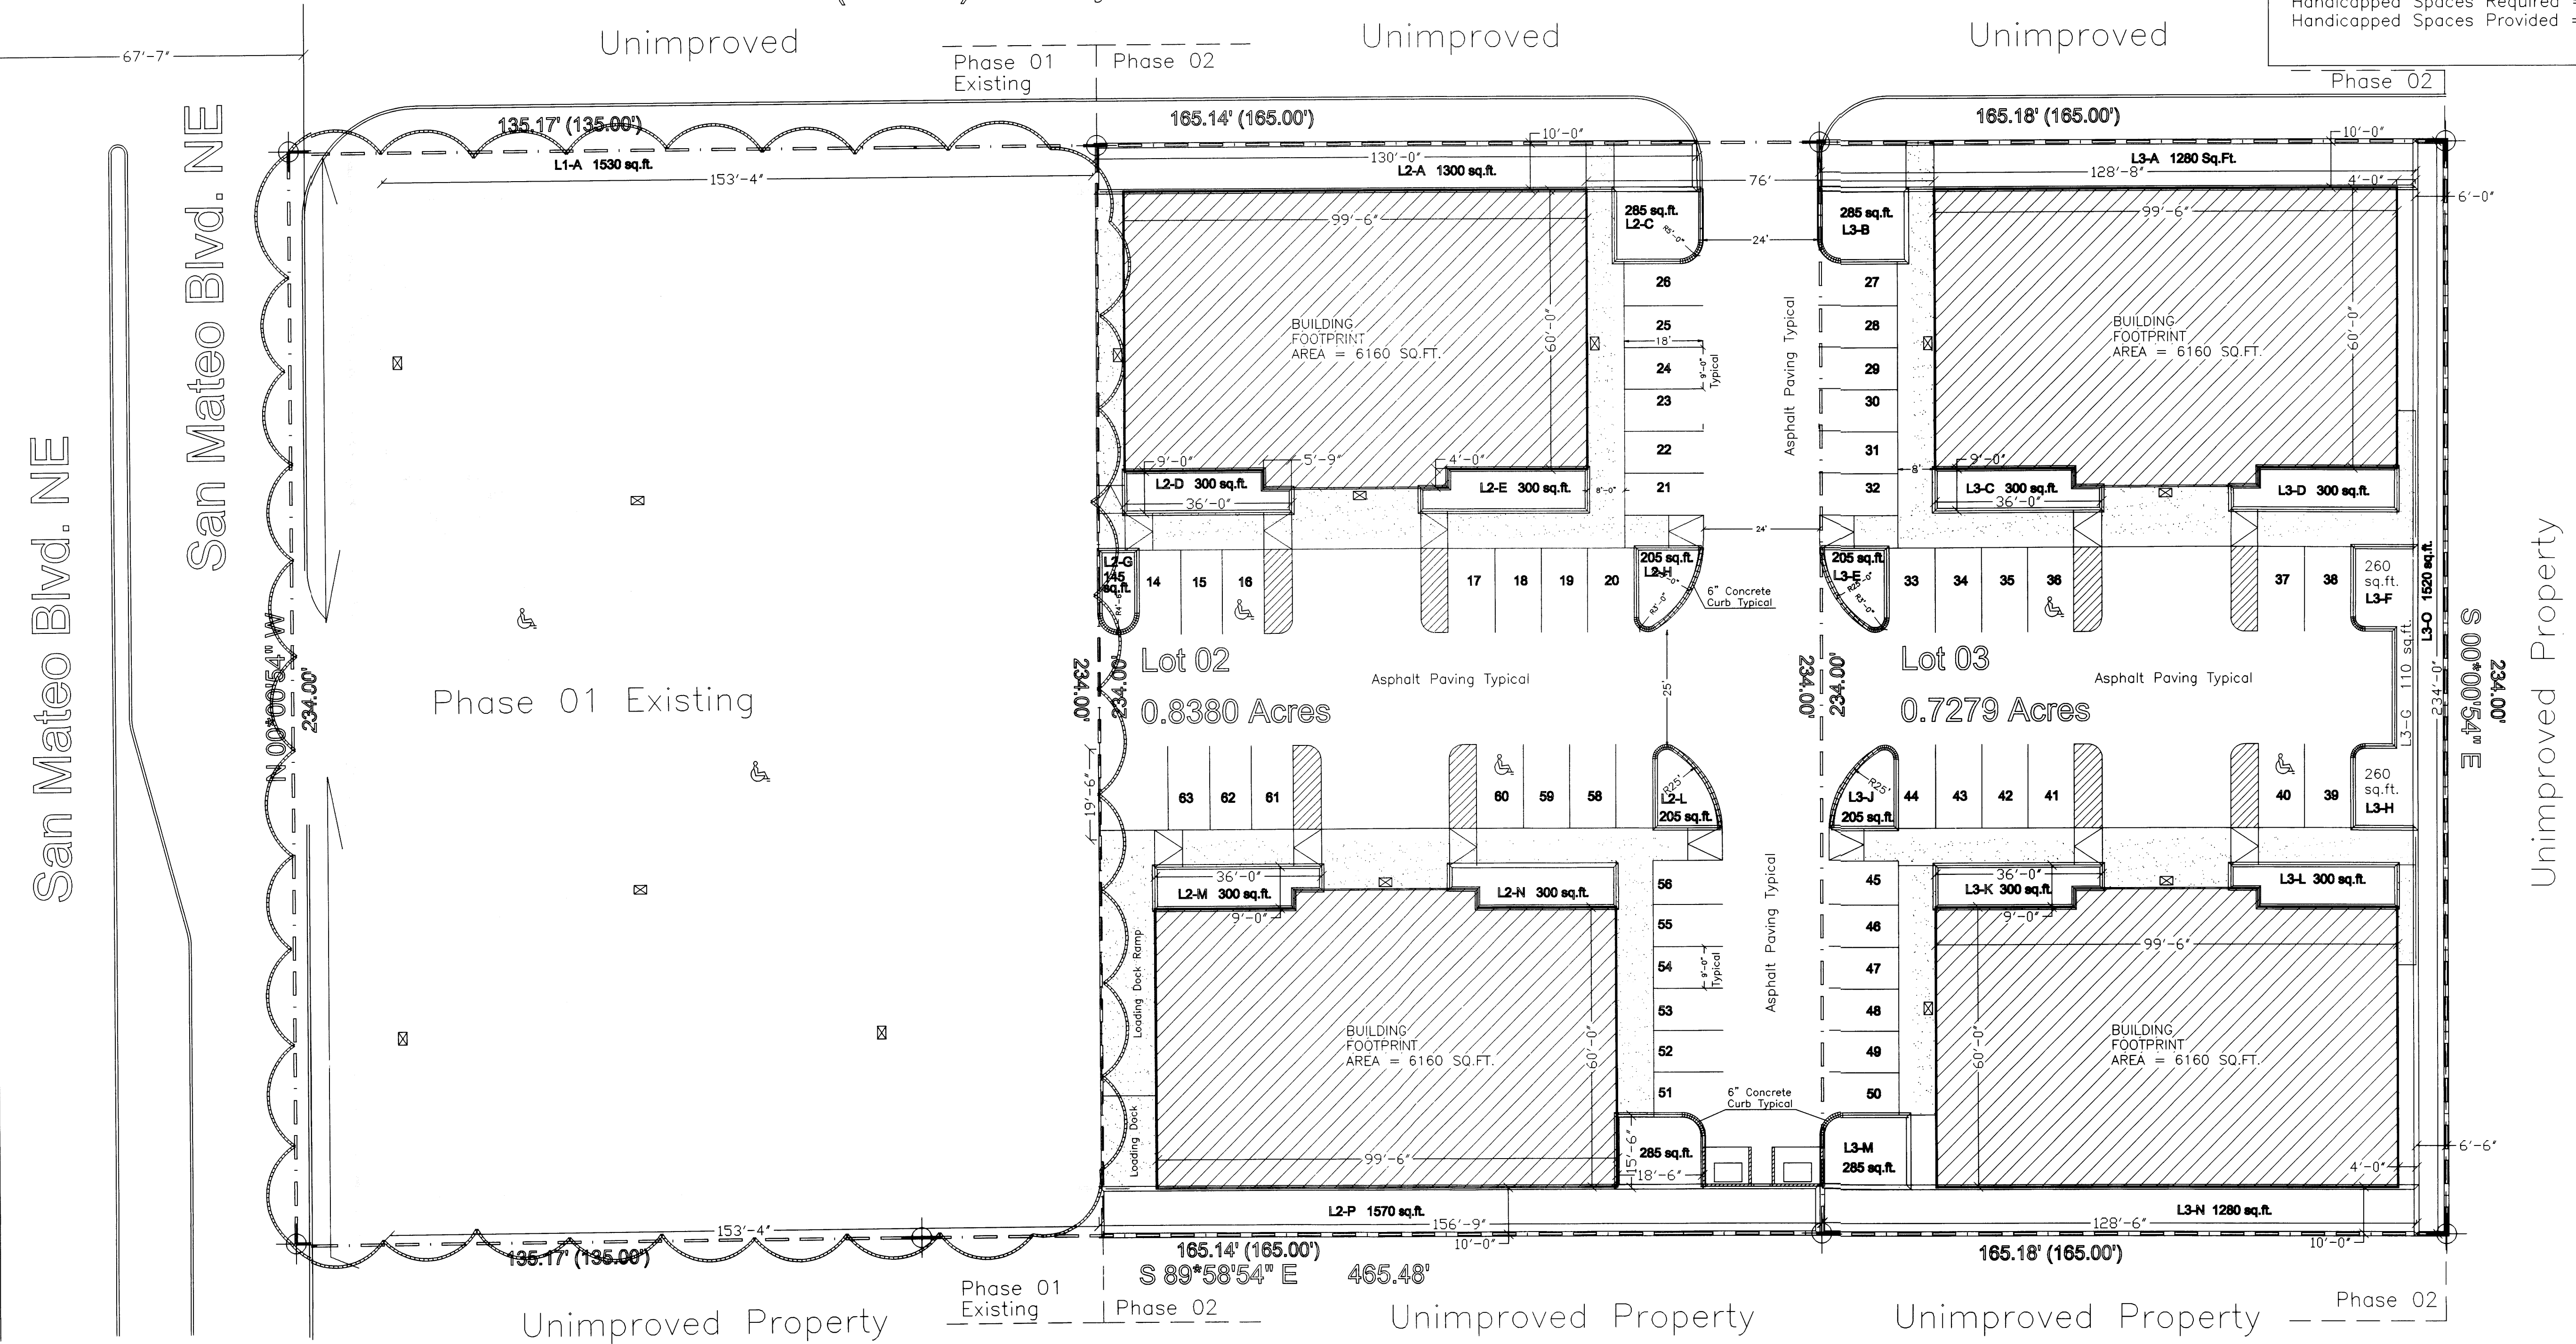 Handicapped Spaces Required =
Handicapped Spaces Provided =
Unimproved
Unimproved
Unimproved
67'-7"
Phase 01
Existing
Phase 02
Phase 02
San Mateo Blvd. NE
San Mateo Blvd. NE
135.17' (135.00')
165.14' (165.00')
165.18' (165.00')
L1-A 1530 sq.ft.
153'-4"
130'-0"
L2-A 1300 sq.ft.
10'-0"
76'
L3-A 1280 Sq.Ft.
128'-8"
10'-0"
4'-0"
6'-0"
99'-6"
285 sq.ft.
L2-C
R5'-0"
24'
285 sq.ft.
L3-B
99'-6"
26
25
18'
24
9'-0"
Typical
23
22
21
27
28
29
30
31
32
Asphalt Paving Typical
BUILDING
FOOTPRINT
AREA = 6160 SQ.FT.
60'-0"
BUILDING
FOOTPRINT
AREA = 6160 SQ.FT.
60'-0"
9'-0"
5'-9"
4'-0"
L2-D 300 sq.ft.
36'-0"
L2-E 300 sq.ft.
8'-0"
8'
9'-0"
L3-C 300 sq.ft.
36'-0"
L3-D 300 sq.ft.
24'
L2-G
145
sq.ft.
R4'-6"
14
15
16
17
18
19
20
205 sq.ft.
L2-H
R3'-0"
6" Concrete
Curb Typical
205 sq.ft.
L3-E
R25'-0"
R3'-0"
33
34
35
36
37
38
260
sq.ft.
L3-F
L3-O 1520 sq.ft.
L3-G 110 sq.ft.
234'-0"
N 00*00'54" W
234.00'
Phase 01 Existing
234.00'
234.00'
Lot 02
0.8380 Acres
Asphalt Paving Typical
25'
234.00'
234.00'
Lot 03
0.7279 Acres
Asphalt Paving Typical
S 00*00'54" E
234.00'
Unimproved Property
19'-6"
63
62
61
60
59
58
R25'
L2-L
205 sq.ft.
R25'
L3-J
205 sq.ft.
44
43
42
41
40
39
260
sq.ft.
L3-H
36'-0"
L2-M 300 sq.ft.
9'-0"
L2-N 300 sq.ft.
36'-0"
L3-K 300 sq.ft.
9'-0"
L3-L 300 sq.ft.
56
55
54
9'-0"
Typical
53
52
51
45
46
47
48
49
50
Asphalt Paving Typical
Loading Dock Ramp
Loading Dock
BUILDING
FOOTPRINT
AREA = 6160 SQ.FT.
60'-0"
99'-6"
99'-6"
60'-0"
BUILDING
FOOTPRINT
AREA = 6160 SQ.FT.
6" Concrete
Curb Typical
15'-6"
285 sq.ft.
18'-6"
L3-M
285 sq.ft.
4'-0"
6'-6"
153'-4"
L2-P 1570 sq.ft.
156'-9"
10'-0"
L3-N 1280 sq.ft.
128'-6"
10'-0"
135.17' (135.00')
165.14' (165.00')
165.18' (165.00')
S 89*58'54" E 465.48'
Phase 01
Existing
Phase 02
Phase 02
Unimproved Property
Unimproved Property
Unimproved Property